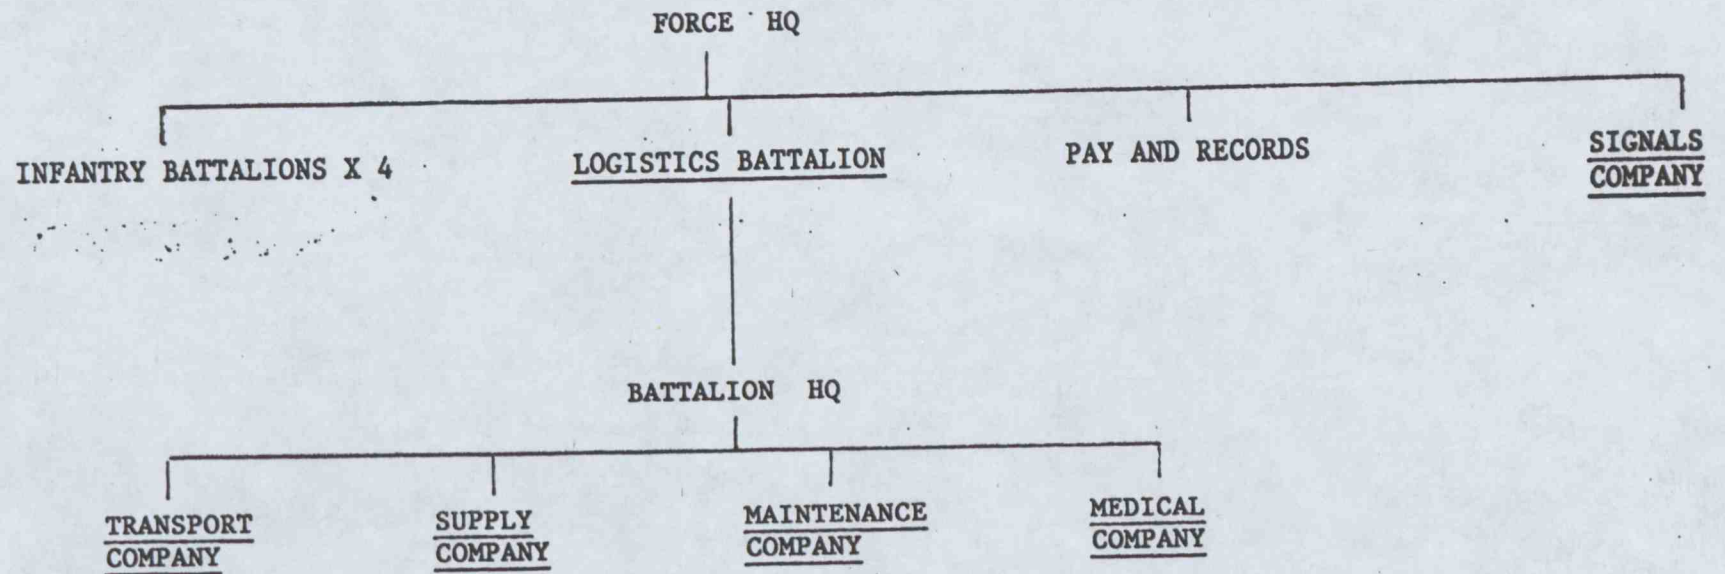 FORCE HQ
INFANTRY BATTALIONS X 4
LOGISTICS BATTALION
PAY AND RECORDS
SIGNALS
COMPANY
BATTALION HQ
TRANSPORT
COMPANY
SUPPLY
COMPANY
MAINTENANCE
COMPANY
MEDICAL
COMPANY